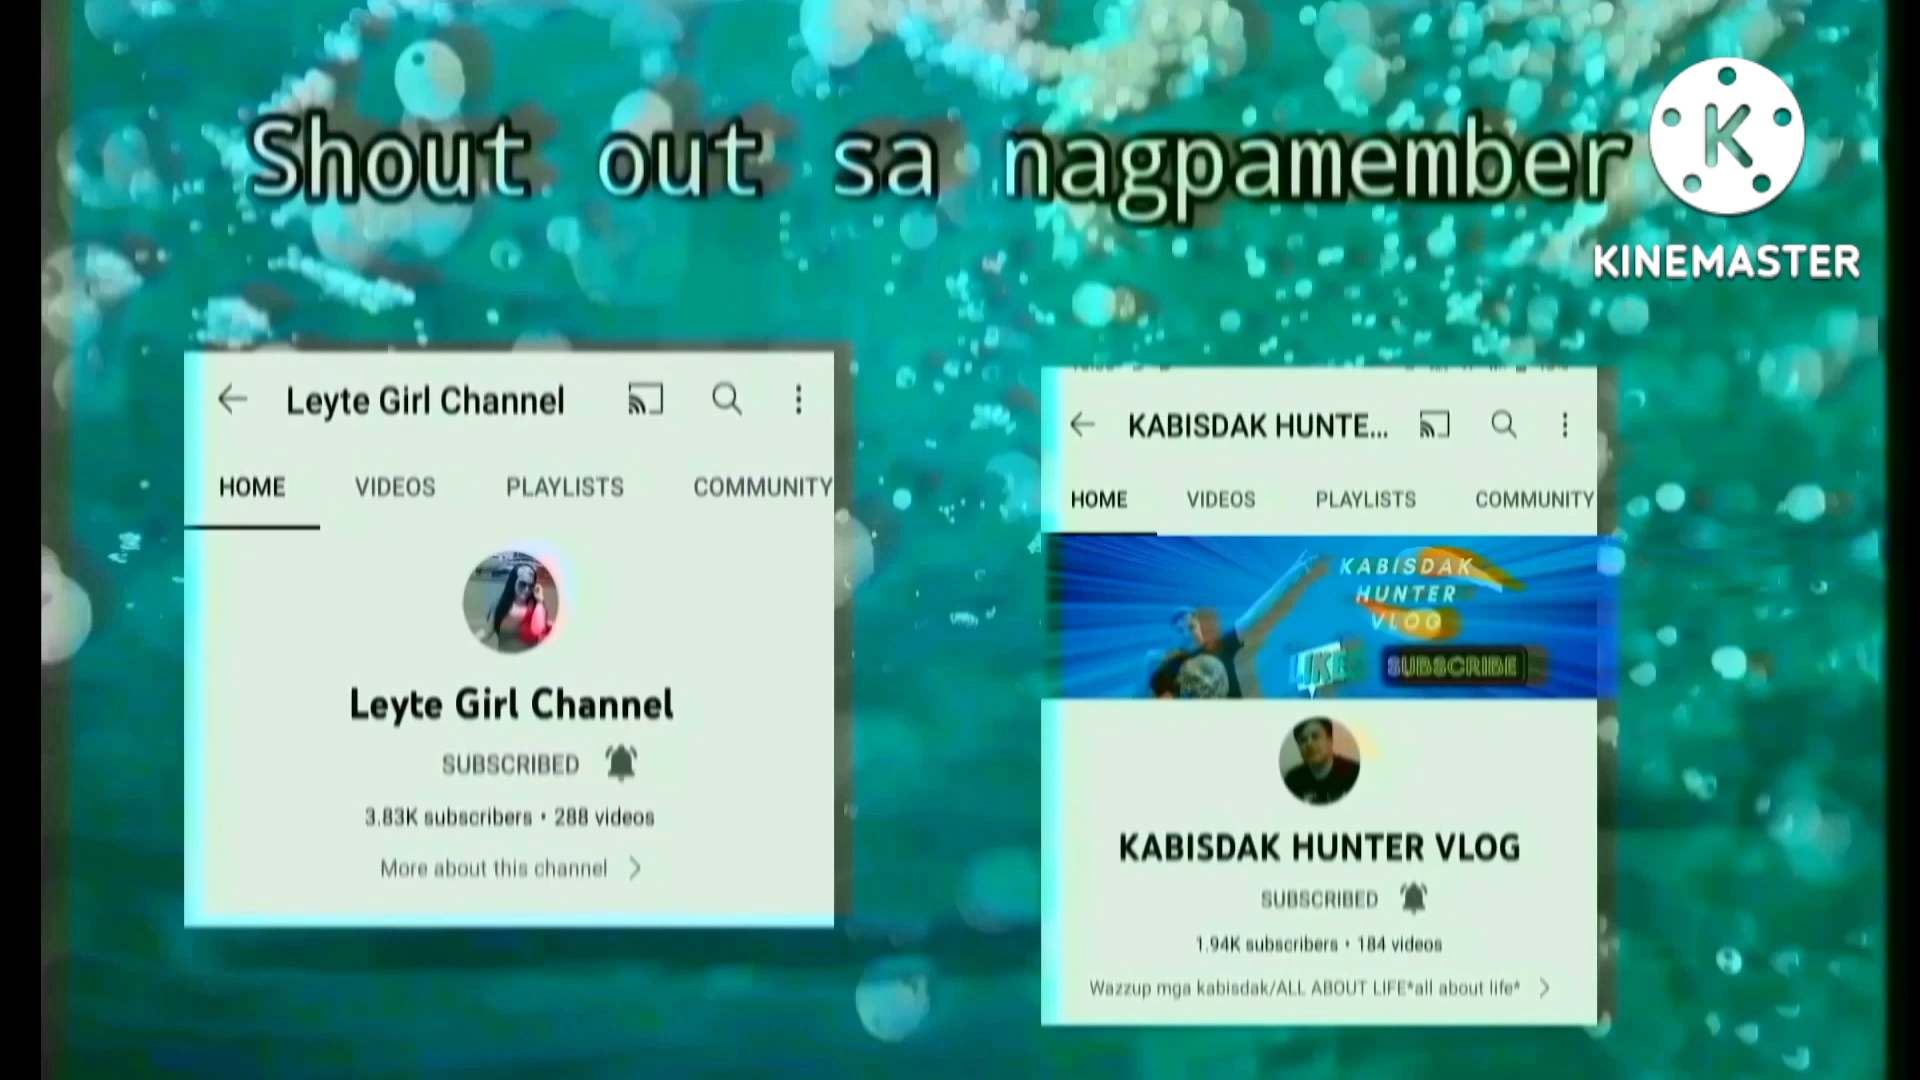 Shout out sa nagpamember
KINEMASTER
Leyte Girl Channel
HOME VIDEOS PLAYLISTS COMMUNITY
Leyte Girl Channel
SUBSCRIBED
3.83K subscribers • 288 videos
More about this channel
KABISDAK HUNTE...
HOME VIDEOS PLAYLISTS COMMUNITY
KABISDAK
HUNTER
VLOG
LIKE
SUBSCRIBE
KABISDAK HUNTER VLOG
SUBSCRIBED
1.94K subscribers • 184 videos
Wazzup mga kabisdak/ALL ABOUT LIFE*all about life*